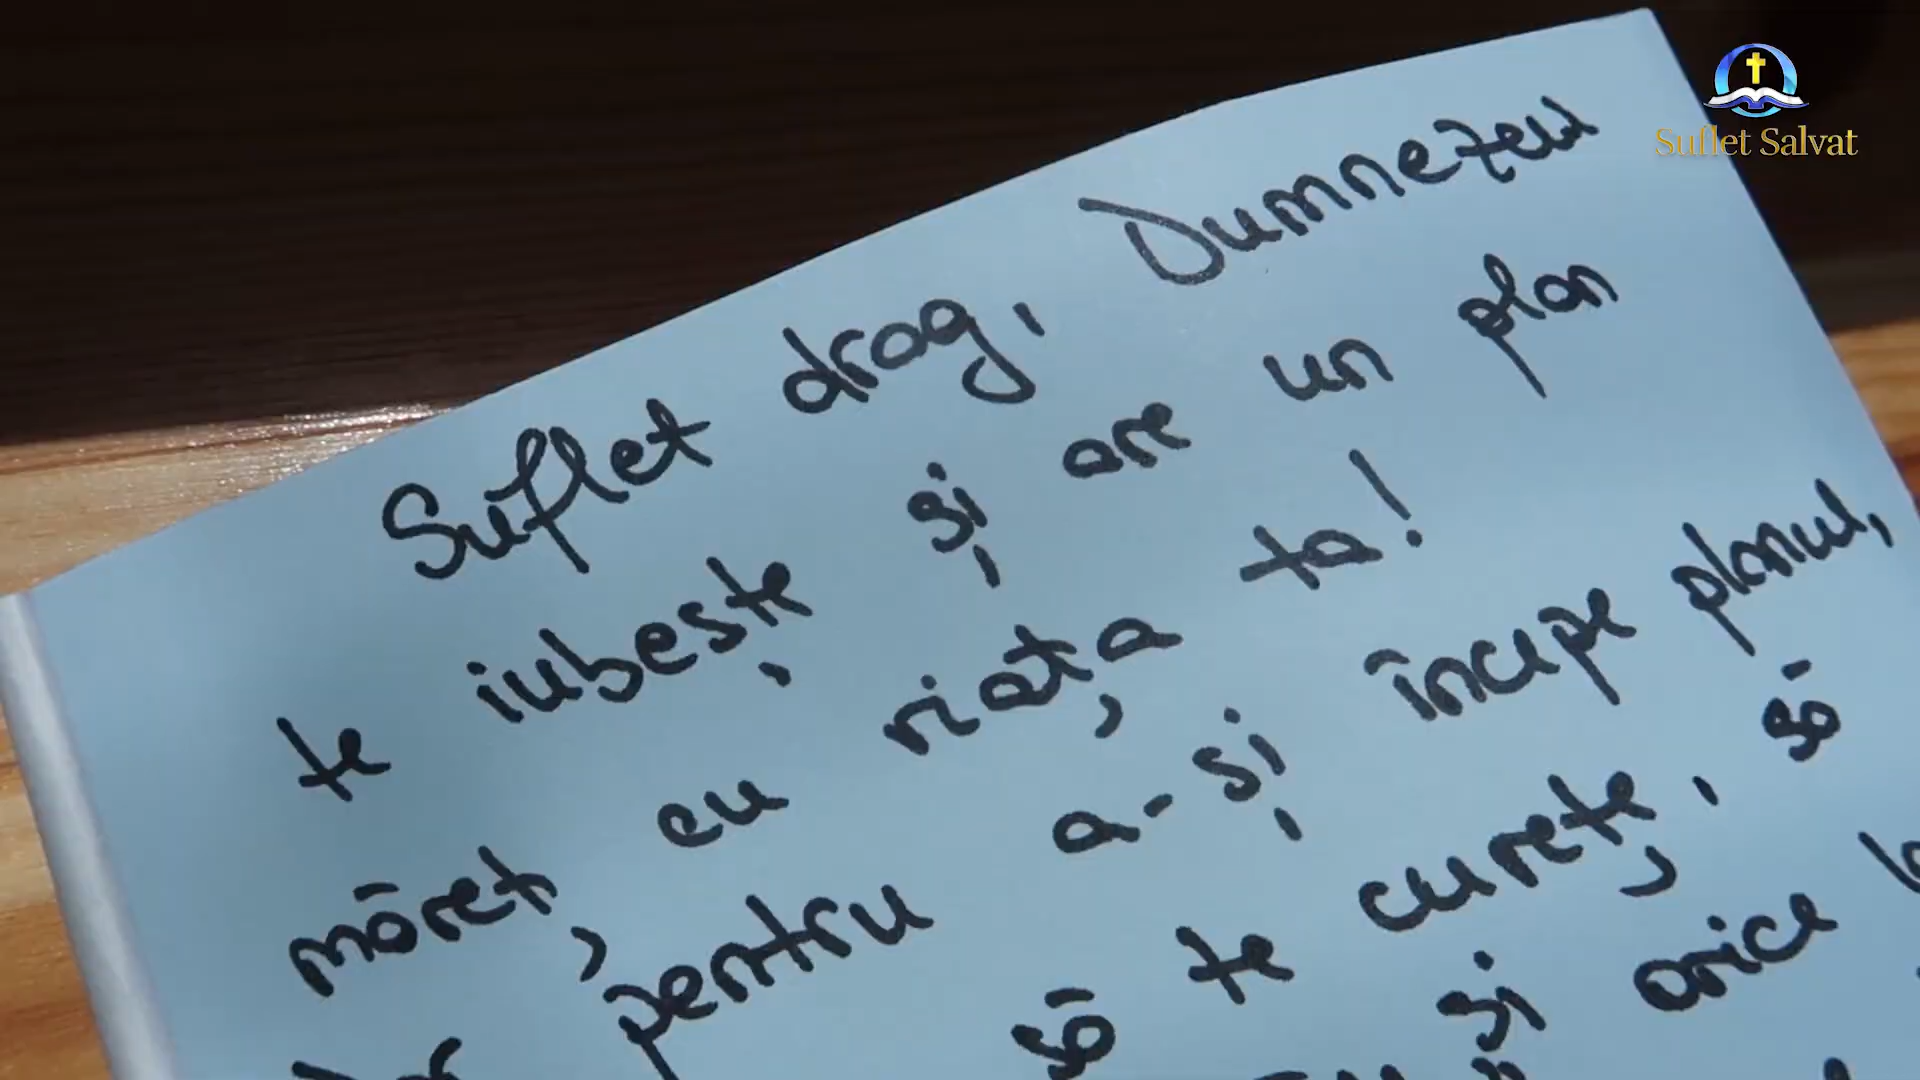 Suflet Salvat
Suflet drag, Dumnezeu
te iubește și are un plan
măreț cu viața ta!
pentru a-și începe planul,
să te curețe, să
și orice